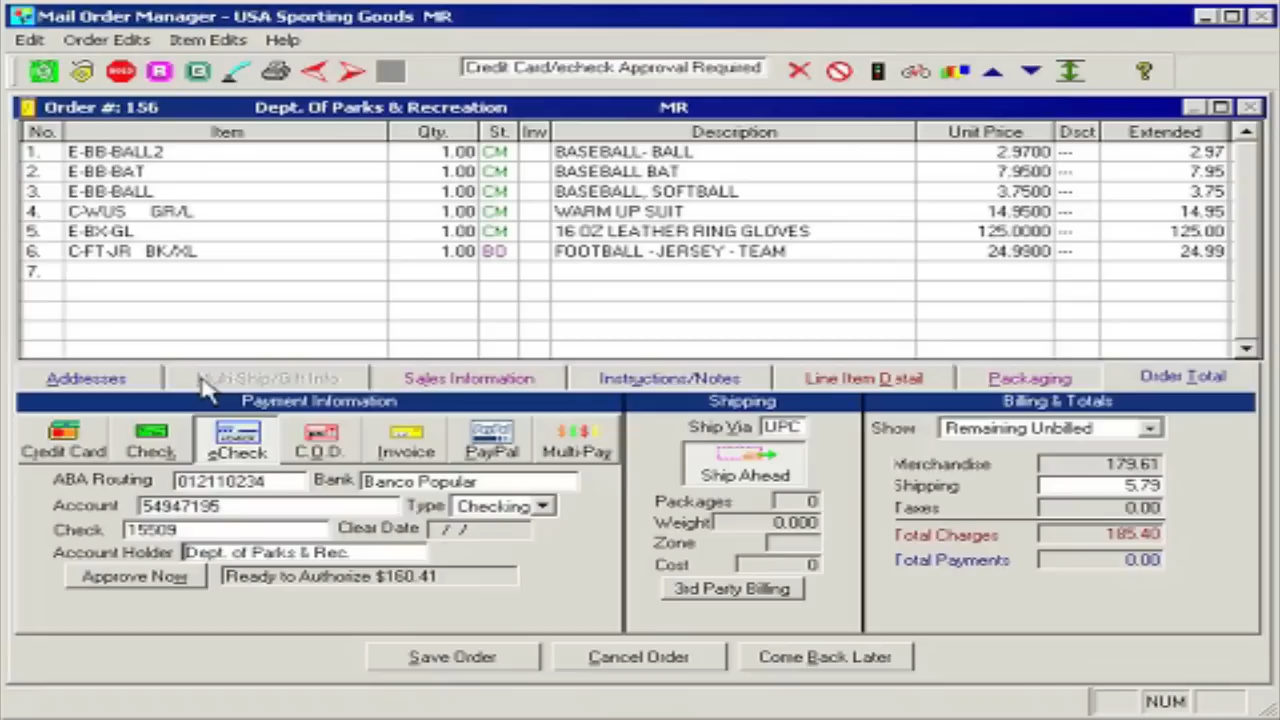 Mail Order Manager - USA Sporting Goods MR
Edit Order Edits Item Edits Help
Credit Card/echeck Approval Required
Order #: 156 Dept. Of Parks & Recreation MR
No. Item Qty. St. Inv Description Unit Price Dsct Extended
1. E-BB-BALL2 1.00 CM BASEBALL- BALL 2.9700 --- 2.97
2. E-BB-BAT 1.00 CM BASEBALL BAT 7.9500 --- 7.95
3. E-BB-BALL 1.00 CM BASEBALL, SOFTBALL 3.7500 --- 3.75
4. C-WUS GR/L 1.00 CM WARM UP SUIT 14.9500 --- 14.95
5. E-BX-GL 1.00 CM 16 OZ LEATHER RING GLOVES 125.0000 --- 125.00
6. C-FT-JR BK/XL 1.00 BO FOOTBALL -JERSEY - TEAM 24.9900 --- 24.99
7.
Addresses Multi-Ship/Gift Info Sales Information Instructions/Notes Line Item Detail Packaging Order Total
Payment Information Shipping Billing & Totals
Credit Card Check eCheck C.O.D. Invoice PayPal Multi-Pay
Ship Via UPC
Show Remaining Unbilled
Ship Ahead
ABA Routing 012110234 Bank Banco Popular
Account 54947195 Type Checking
Check 15509 Clear Date / /
Account Holder Dept. of Parks & Rec.
Approve Now Ready to Authorize $160.41
Packages 0
Weight 0.000
Zone
Cost 0
3rd Party Billing
Merchandise 179.61
Shipping 5.79
Taxes 0.00
Total Charges 185.40
Total Payments 0.00
Save Order Cancel Order Come Back Later
NUM